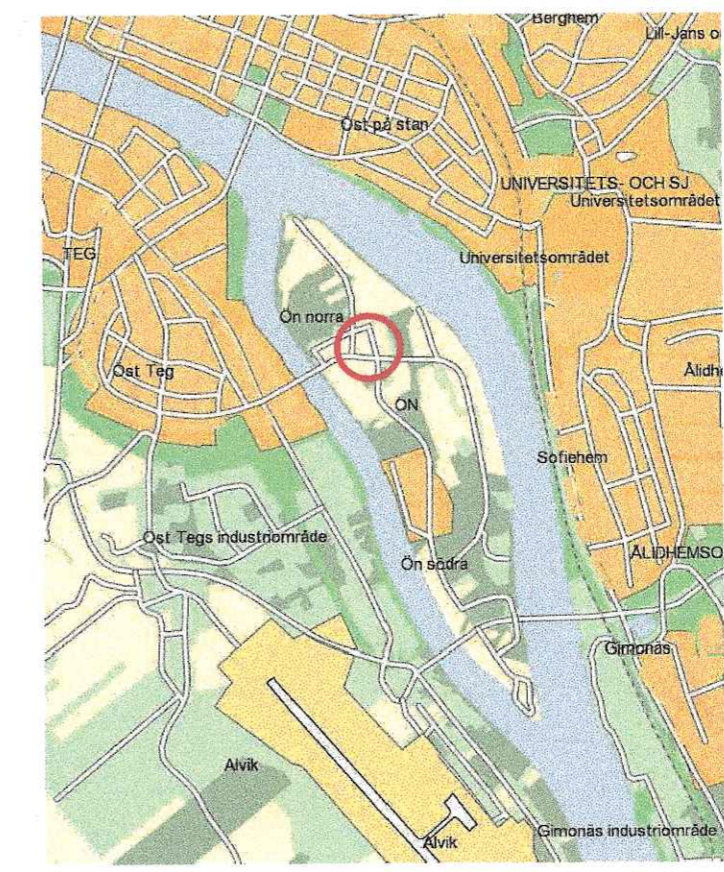 Berghem
Lill-Jans o
Öst på stan
UNIVERSITETS- OCH SJ
Universitetsområdet
TEG
Universitetsområdet
Ön norra
Öst Teg
Ålidh
ÖN
Sofiehem
Öst Tegs industriområde
ÅLIDHEMSO
Ön södra
Gimonäs
Alvik
Alvik
Gimonäs industriområde